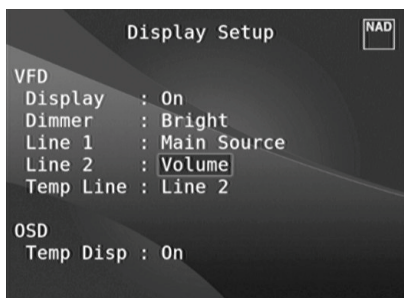 Display Setup
NAD
VFD
Display : On
Dimmer : Bright
Line 1 : Main Source
Line 2 : Volume
Temp Line : Line 2
OSD
Temp Disp : On